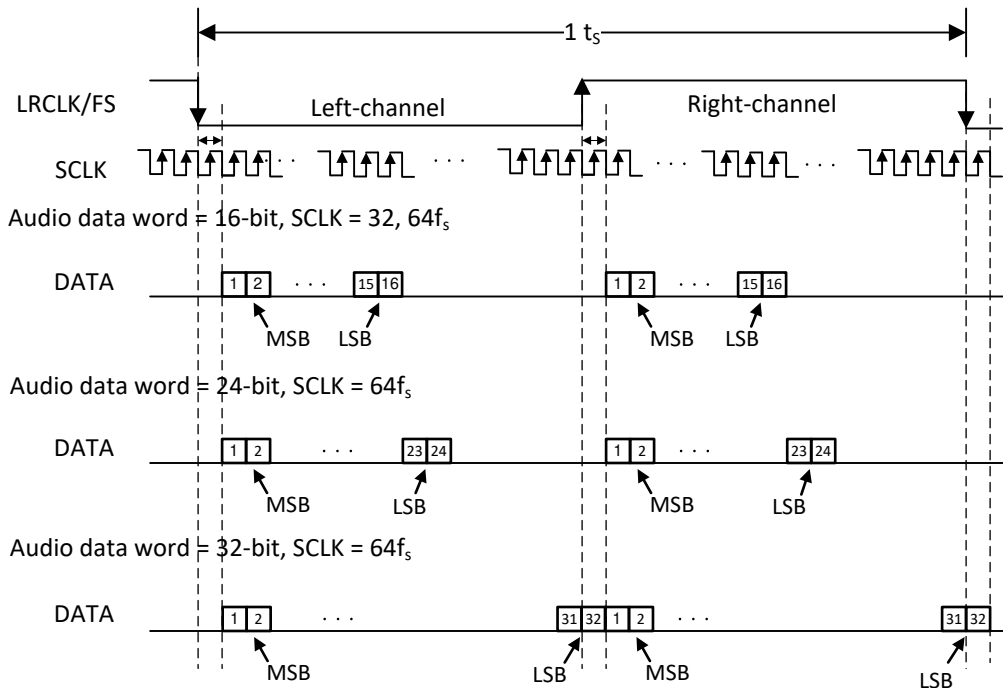 1 tS
LRCLK/FS
Left-channel
Right-channel
SCLK
. . . . . . . . . . . .
Audio data word = 16-bit, SCLK = 32, 64fs
DATA
1 2 . . . 15 16 1 2 . . . 15 16
MSB LSB MSB LSB
Audio data word = 24-bit, SCLK = 64fs
DATA
1 2 . . . 23 24 1 2 . . . 23 24
MSB LSB MSB LSB
Audio data word = 32-bit, SCLK = 64fs
DATA
1 2 . . . 31 32 1 2 . . . 31 32
MSB LSB MSB LSB